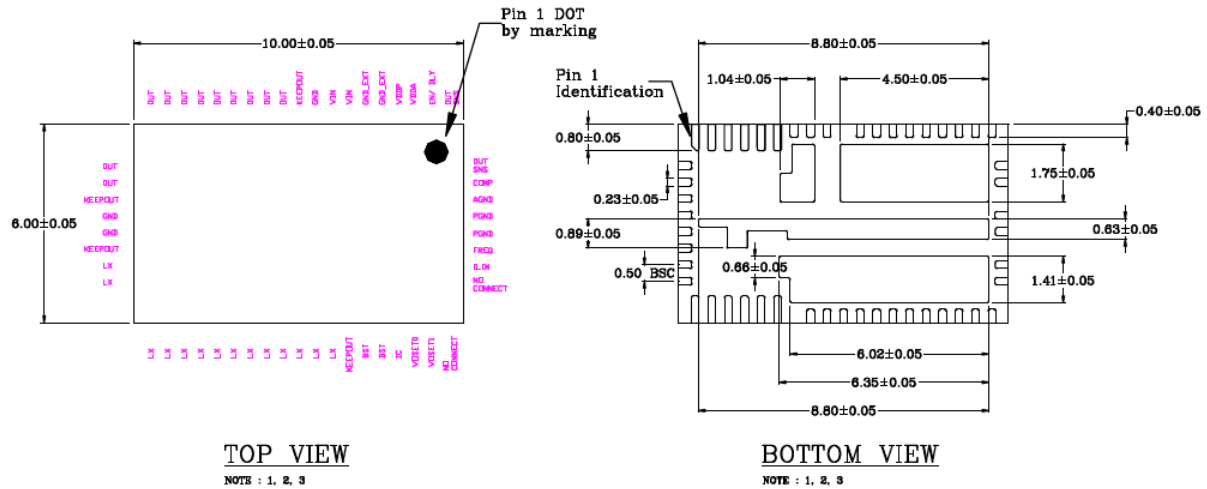 Pin 1 DOT
by marking
10.00±0.05
OUT
OUT
OUT
OUT
OUT
OUT
OUT
OUT
OUT
KEEPOUT
GND
VIN
VIN
GND_EXT
GND_EXT
VIOP
VDDA
EN/ DLY
OUT
SNS
6.00±0.05
OUT
OUT
KEEPOUT
GND
GND
KEEPOUT
LX
LX
OUT
SNS
COMP
AGND
PGND
PGND
FREQ
ILIM
NO
CONNECT
LX
LX
LX
LX
LX
LX
LX
LX
LX
LX
LX
LX
KEEPOUT
BST
BST
IC
VOSET0
VOSET1
NO
CONNECT
TOP VIEW
NOTE : 1, 2, 3
8.80±0.05
Pin 1
Identification
1.04±0.05
4.50±0.05
0.40±0.05
0.80±0.05
1.75±0.05
0.23±0.05
0.89±0.05
0.63±0.05
0.50 BSC
0.66±0.05
1.41±0.05
6.02±0.05
6.35±0.05
8.80±0.05
BOTTOM VIEW
NOTE : 1, 2, 3